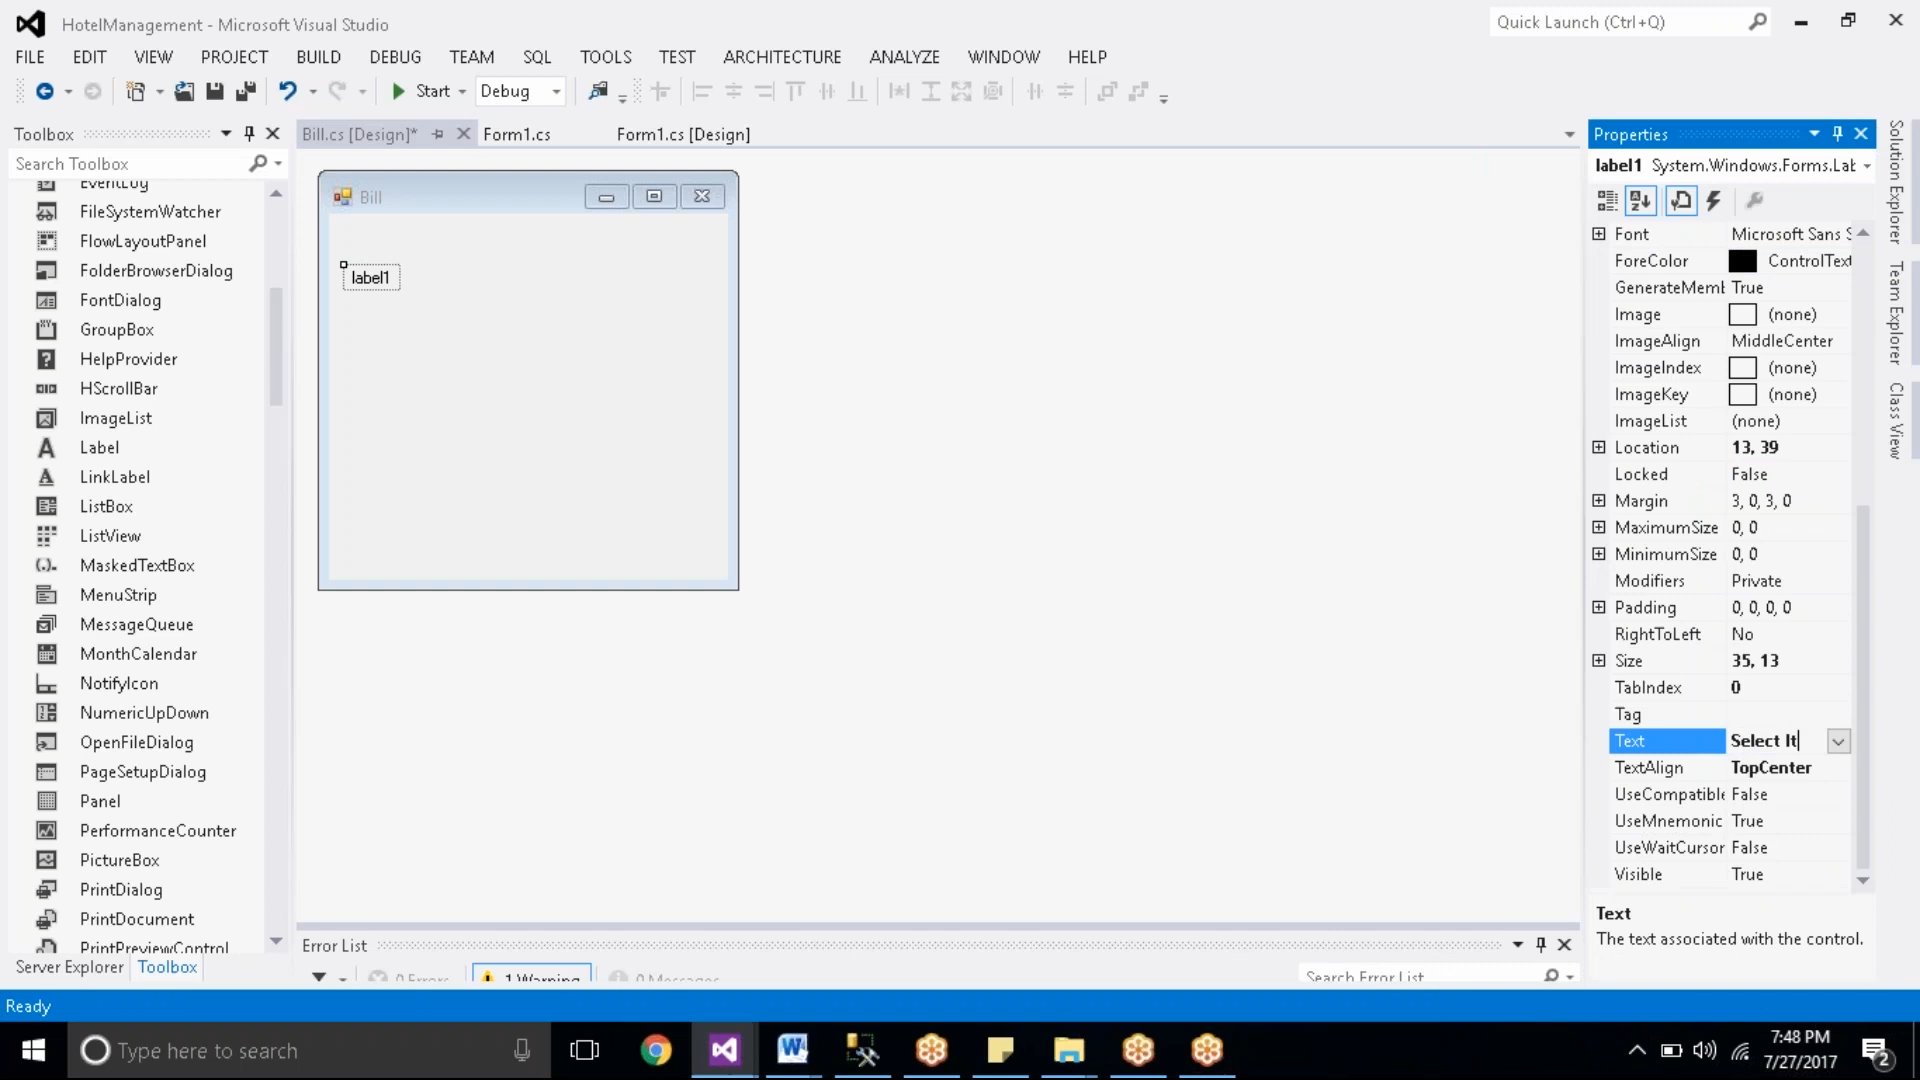 HotelManagement - Microsoft Visual Studio
Quick Launch (Ctrl+Q)
FILE EDIT VIEW PROJECT BUILD DEBUG TEAM SQL TOOLS TEST ARCHITECTURE ANALYZE WINDOW HELP
Start Debug
Toolbox
Search Toolbox
EventLog
FileSystemWatcher
FlowLayoutPanel
FolderBrowserDialog
FontDialog
GroupBox
HelpProvider
HScrollBar
ImageList
Label
LinkLabel
ListBox
ListView
MaskedTextBox
MenuStrip
MessageQueue
MonthCalendar
NotifyIcon
NumericUpDown
OpenFileDialog
PageSetupDialog
Panel
PerformanceCounter
PictureBox
PrintDialog
PrintDocument
PrintPreviewControl
Server Explorer Toolbox
Bill.cs [Design]* Form1.cs Form1.cs [Design]
Bill
label1
Error List
0 Errors 1 Warning 0 Messages
Search Error List
Properties
label1 System.Windows.Forms.Lab
Font Microsoft Sans S
ForeColor ControlText
GenerateMemb True
Image (none)
ImageAlign MiddleCenter
ImageIndex (none)
ImageKey (none)
ImageList (none)
Location 13, 39
Locked False
Margin 3, 0, 3, 0
MaximumSize 0, 0
MinimumSize 0, 0
Modifiers Private
Padding 0, 0, 0, 0
RightToLeft No
Size 35, 13
TabIndex 0
Tag
Text Select It
TextAlign TopCenter
UseCompatible False
UseMnemonic True
UseWaitCursor False
Visible True
Text
The text associated with the control.
Solution Explorer
Team Explorer
Class View
Ready
Type here to search
7:48 PM
7/27/2017
2